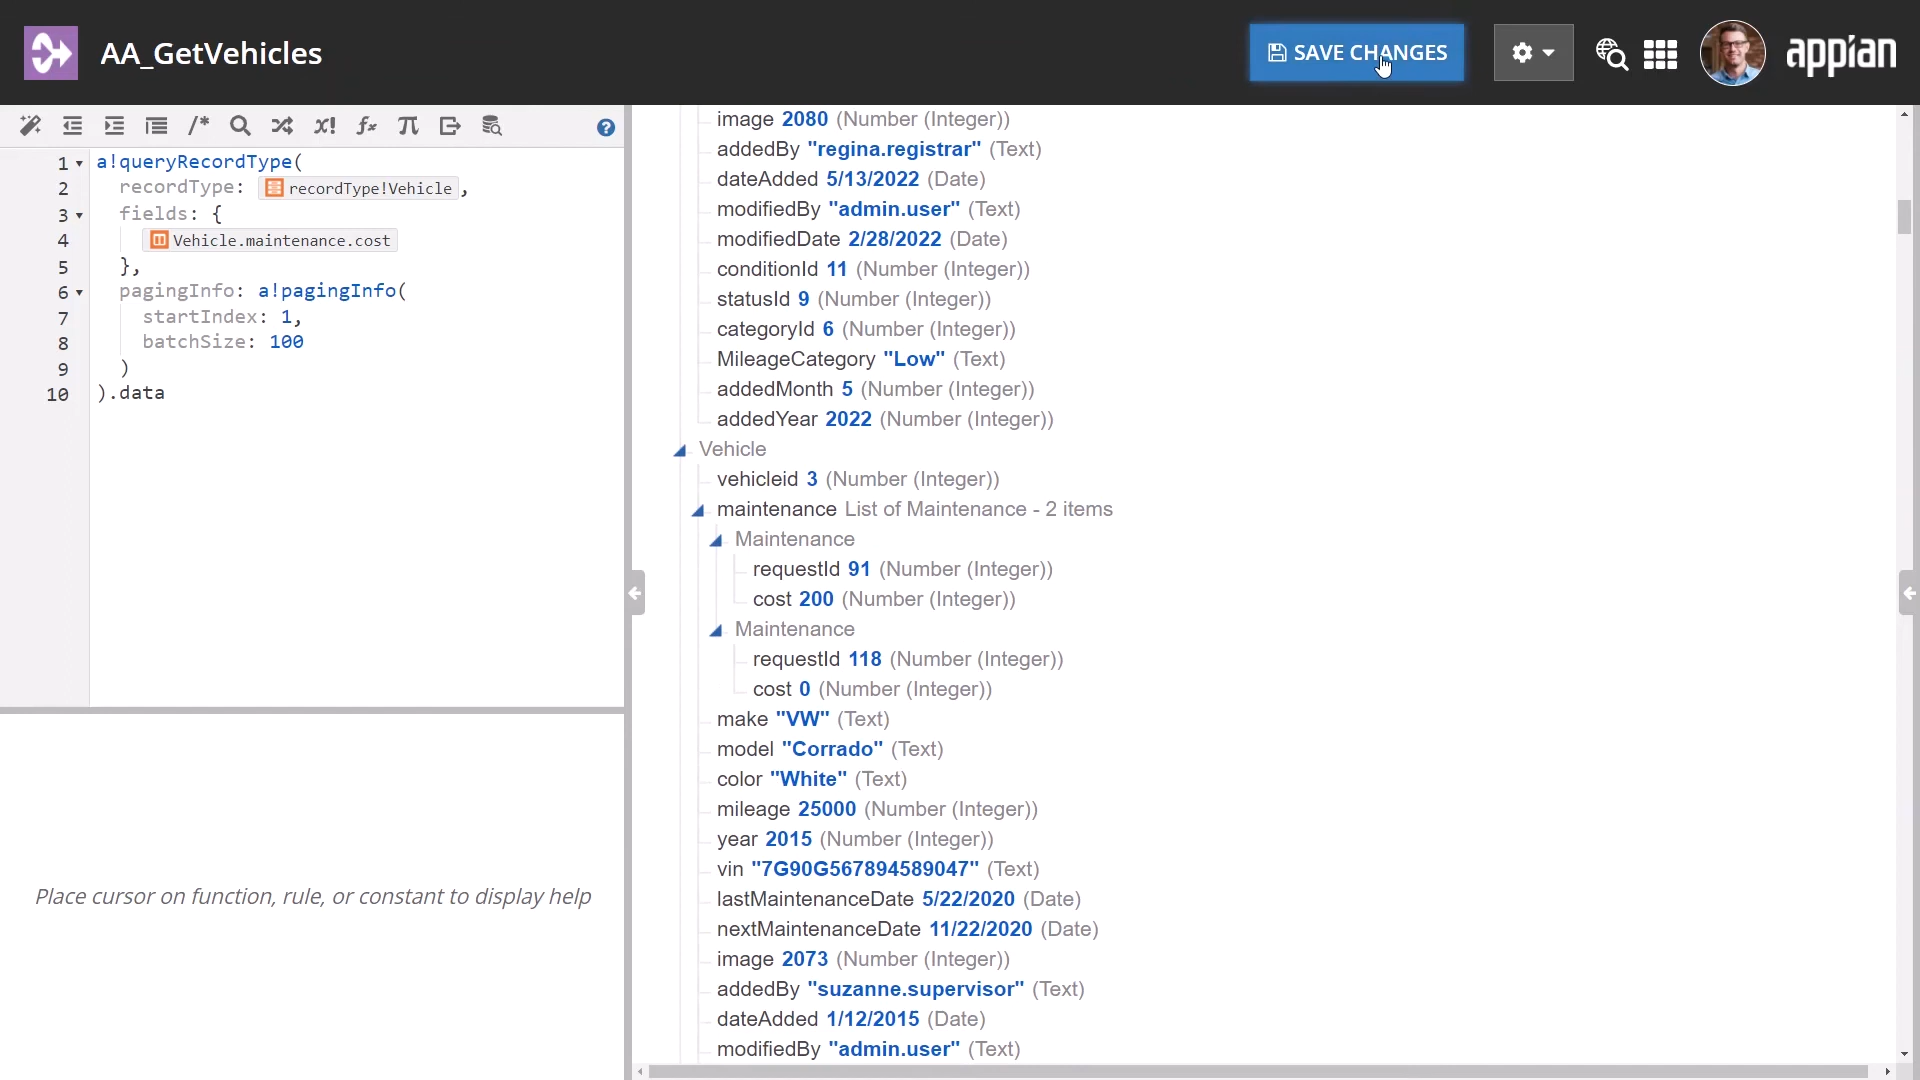 AA_GetVehicles
SAVE CHANGES
appian
/*
x!
1 a!queryRecordType(
2 recordType: recordType!Vehicle,
3 fields: {
4 Vehicle.maintenance.cost
5 },
6 pagingInfo: a!pagingInfo(
7 startIndex: 1,
8 batchSize: 100
9 )
10 ).data
Place cursor on function, rule, or constant to display help
image 2080 (Number (Integer))
addedBy "regina.registrar" (Text)
dateAdded 5/13/2022 (Date)
modifiedBy "admin.user" (Text)
modifiedDate 2/28/2022 (Date)
conditionId 11 (Number (Integer))
statusId 9 (Number (Integer))
categoryId 6 (Number (Integer))
MileageCategory "Low" (Text)
addedMonth 5 (Number (Integer))
addedYear 2022 (Number (Integer))
Vehicle
vehicleid 3 (Number (Integer))
maintenance List of Maintenance - 2 items
Maintenance
requestId 91 (Number (Integer))
cost 200 (Number (Integer))
Maintenance
requestId 118 (Number (Integer))
cost 0 (Number (Integer))
make "VW" (Text)
model "Corrado" (Text)
color "White" (Text)
mileage 25000 (Number (Integer))
year 2015 (Number (Integer))
vin "7G90G567894589047" (Text)
lastMaintenanceDate 5/22/2020 (Date)
nextMaintenanceDate 11/22/2020 (Date)
image 2073 (Number (Integer))
addedBy "suzanne.supervisor" (Text)
dateAdded 1/12/2015 (Date)
modifiedBy "admin.user" (Text)